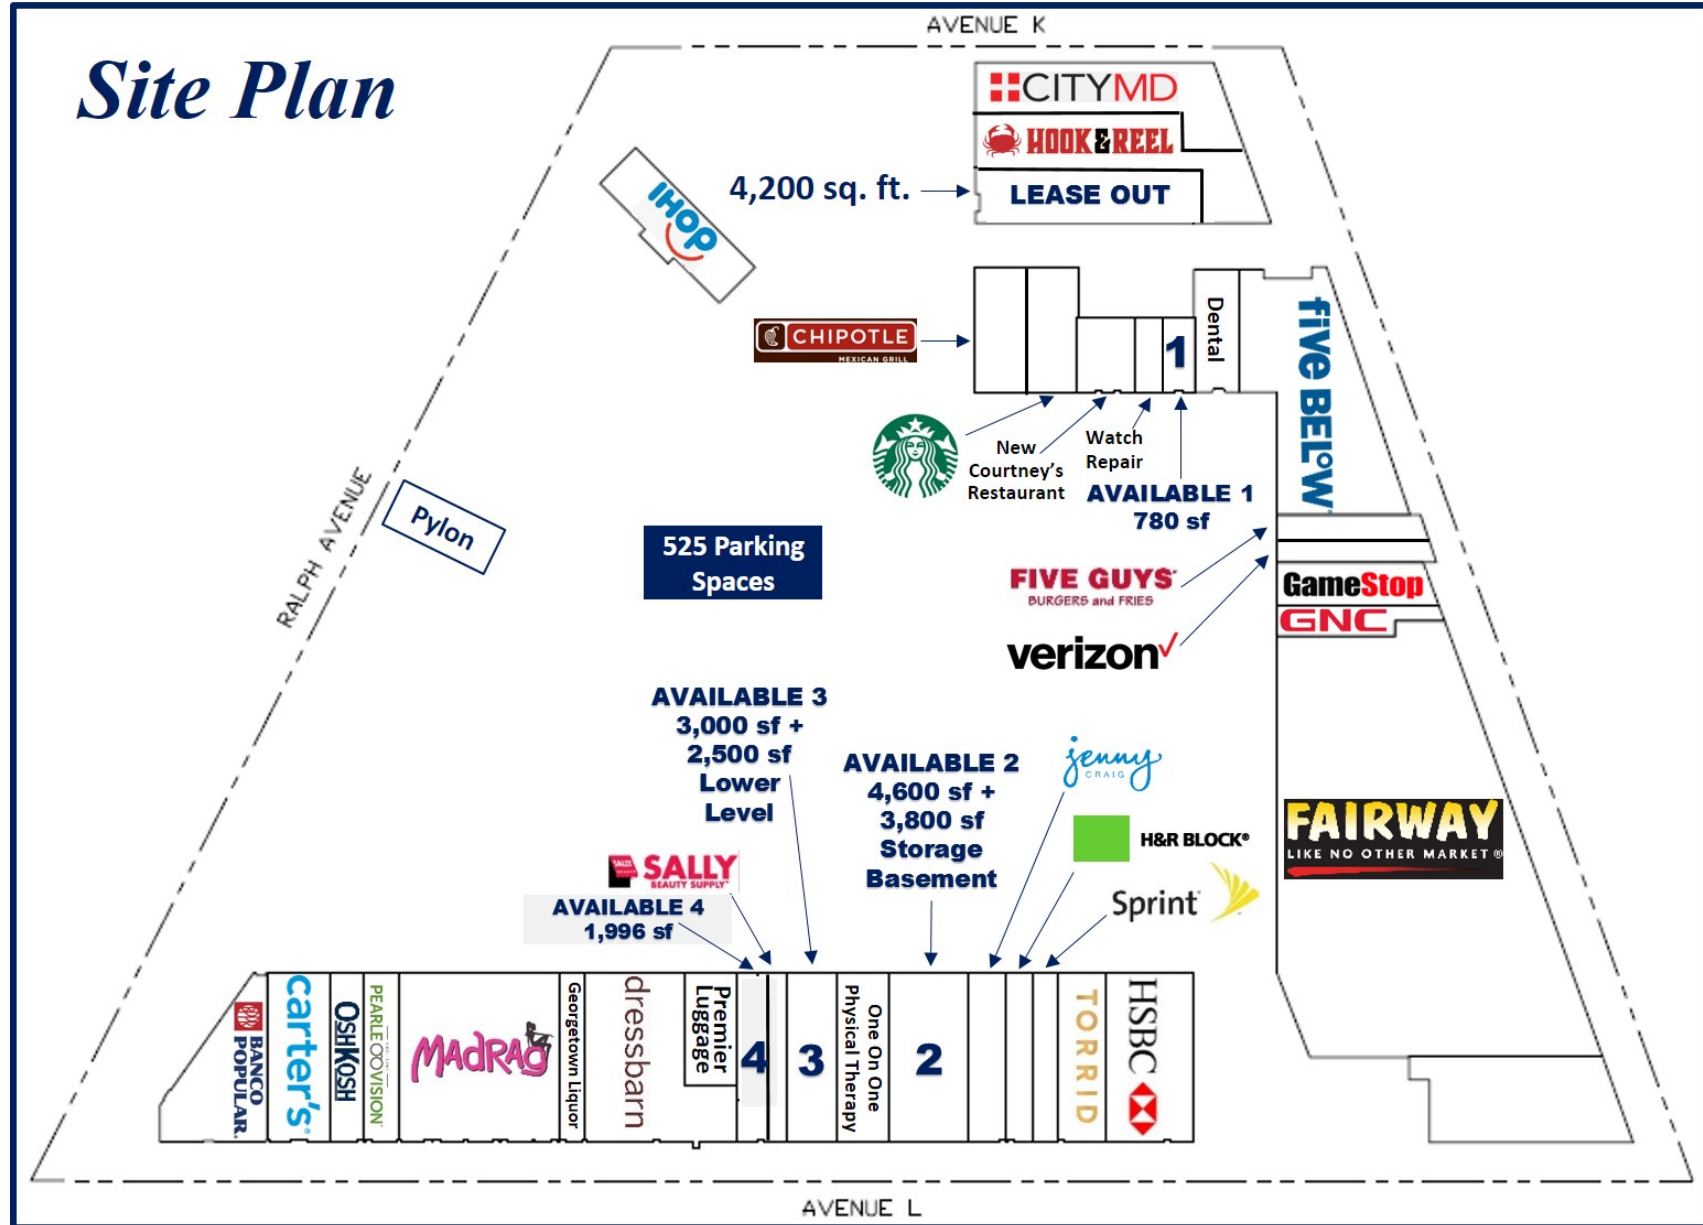 AVENUE K
Site Plan
CITYMD
HOOK & REEL
4,200 sq. ft.
LEASE OUT
IHOP
CHIPOTLE
MEXICAN GRILL
1
Dental
five BELOW
New
Courtney's
Restaurant
Watch
Repair
AVAILABLE 1
780 sf
RALPH AVENUE
Pylon
525 Parking
Spaces
FIVE GUYS
BURGERS and FRIES
verizon
GameStop
GNC
AVAILABLE 3
3,000 sf +
2,500 sf
Lower
Level
AVAILABLE 2
4,600 sf +
3,800 sf
Storage
Basement
jenny
CRAIG
H&R BLOCK®
Sprint
FAIRWAY
LIKE NO OTHER MARKET ®
SALLY
BEAUTY SUPPLY
AVAILABLE 4
1,996 sf
BANCO
POPULAR.
carter's
OSHKOSH
PEARLE VISION
MADRAG
Georgetown Liquor
dressbarn
Premier
Luggage
4
3
One On One
Physical Therapy
2
TORRID
HSBC
AVENUE L